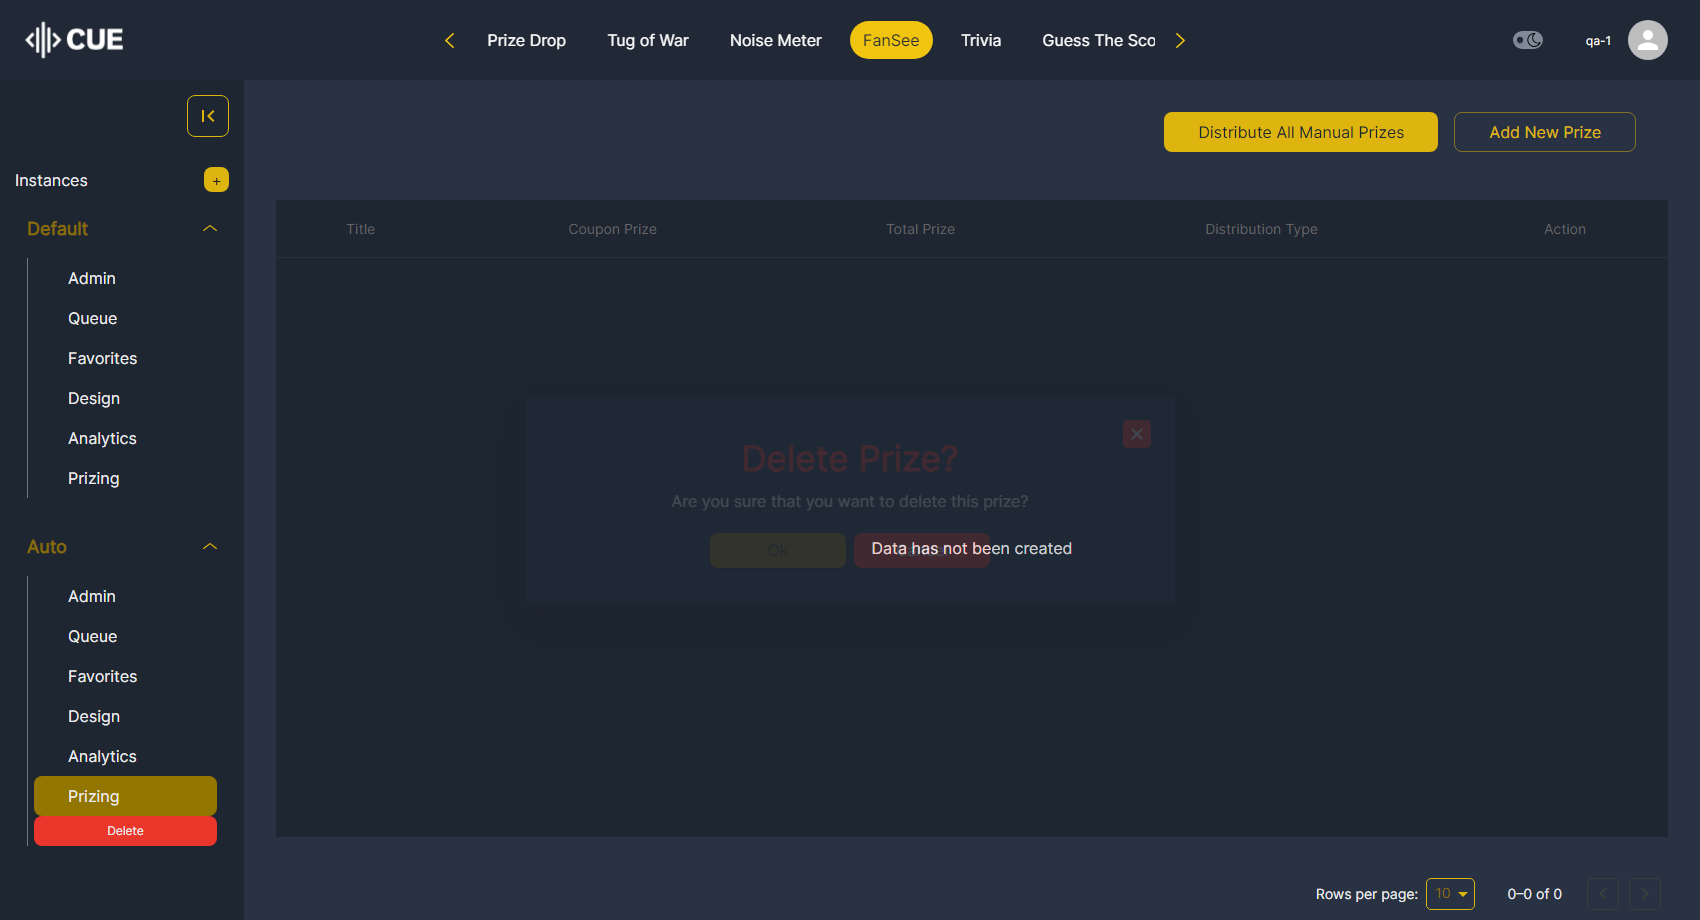 CUE
Prize Drop
Tug of War
Noise Meter
FanSee
Trivia
Guess The Sco
qa-1
Instances
+
Default
Admin
Queue
Favorites
Design
Analytics
Prizing
Auto
Admin
Queue
Favorites
Design
Analytics
Prizing
Delete
Distribute All Manual Prizes
Add New Prize
Title
Coupon Prize
Total Prize
Distribution Type
Action
Delete Prize?
Are you sure that you want to delete this prize?
Ok
Data has not been created
Rows per page:
10
0–0 of 0